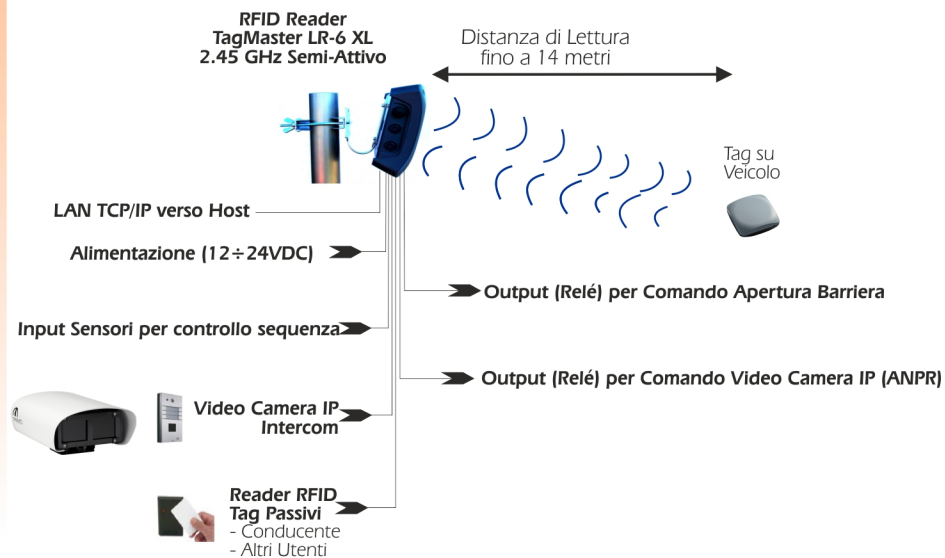 RFID Reader
TagMaster LR-6 XL
2.45 GHz Semi-Attivo
Distanza di Lettura
fino a 14 metri
Tag su
Veicolo
LAN TCP/IP verso Host
Alimentazione (12÷24VDC)
Output (Relé) per Comando Apertura Barriera
Input Sensori per controllo sequenza
Output (Relé) per Comando Video Camera IP (ANPR)
Video Camera IP
Intercom
Reader RFID
Tag Passivi
- Conducente
- Altri Utenti